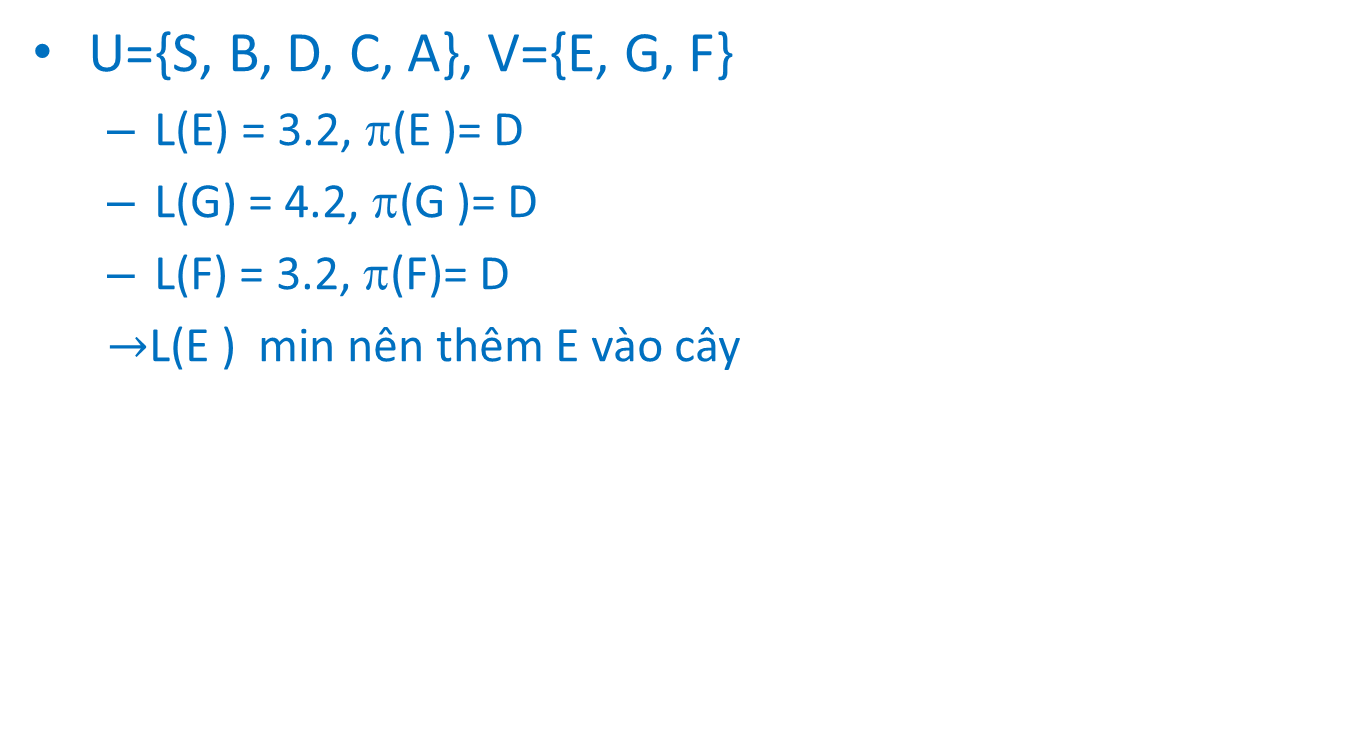 • U={S, B, D, C, A}, V={E, G, F}
– L(E) = 3.2, π(E )= D
– L(G) = 4.2, π(G )= D
– L(F) = 3.2, π(F)= D
→L(E ) min nên thêm E vào cây